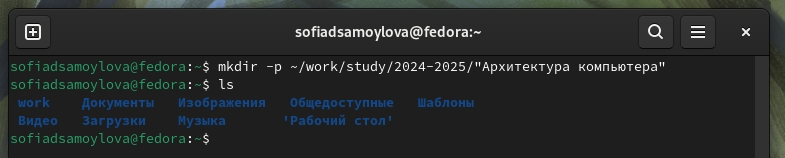 sofiadsamoylova@fedora:~
sofiadsamoylova@fedora:~$ mkdir -p ~/work/study/2024-2025/"Архитектура компьютера"
sofiadsamoylova@fedora:~$ ls
work Документы Изображения Общедоступные Шаблоны
Видео Загрузки Музыка 'Рабочий стол'
sofiadsamoylova@fedora:~$